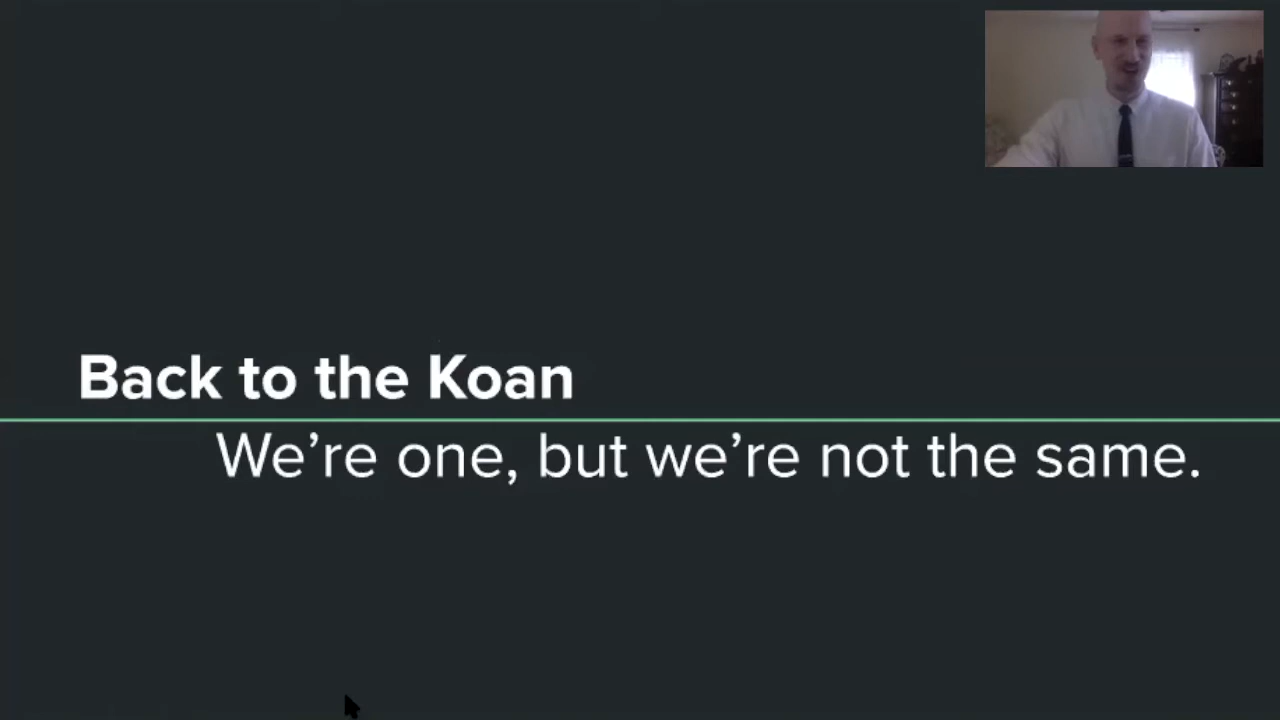 Back to the Koan
We’re one, but we’re not the same.